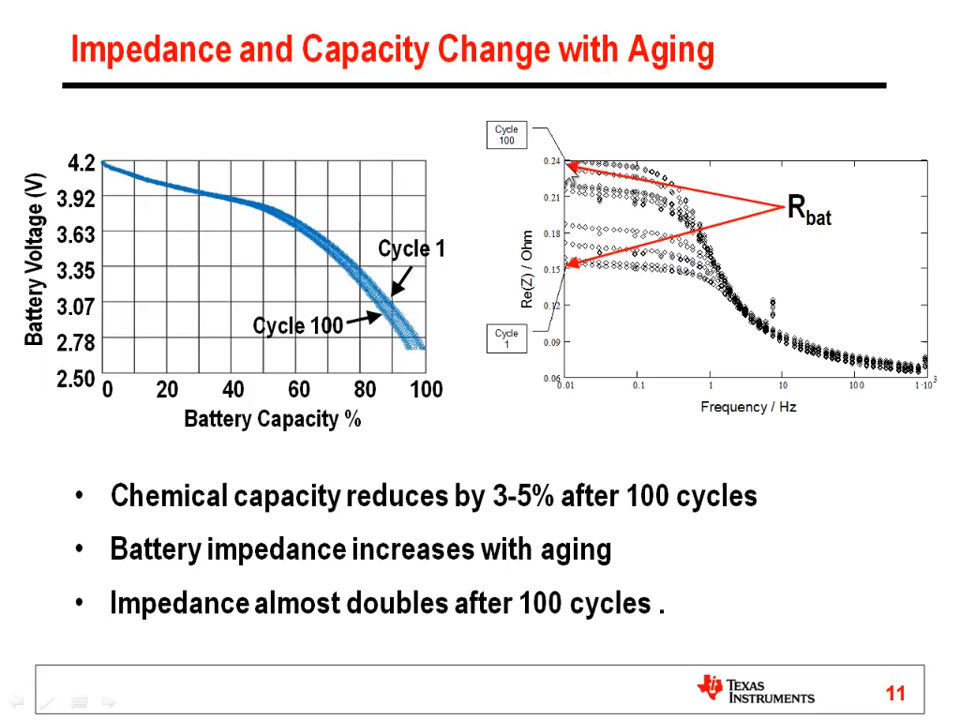 Impedance and Capacity Change with Aging
Battery Voltage (V)
4.2
3.92
3.63
3.35
3.07
2.78
2.50
0 20 40 60 80 100
Battery Capacity %
Cycle 1
Cycle 100
Cycle
100
Cycle
1
Re(Z) / Ohm
0.24
0.21
0.18
0.15
0.12
0.09
0.06
0.01 0.1 1 10 100 1·10³
Frequency / Hz
Rbat
• Chemical capacity reduces by 3-5% after 100 cycles
• Battery impedance increases with aging
• Impedance almost doubles after 100 cycles .
TEXAS
INSTRUMENTS
11